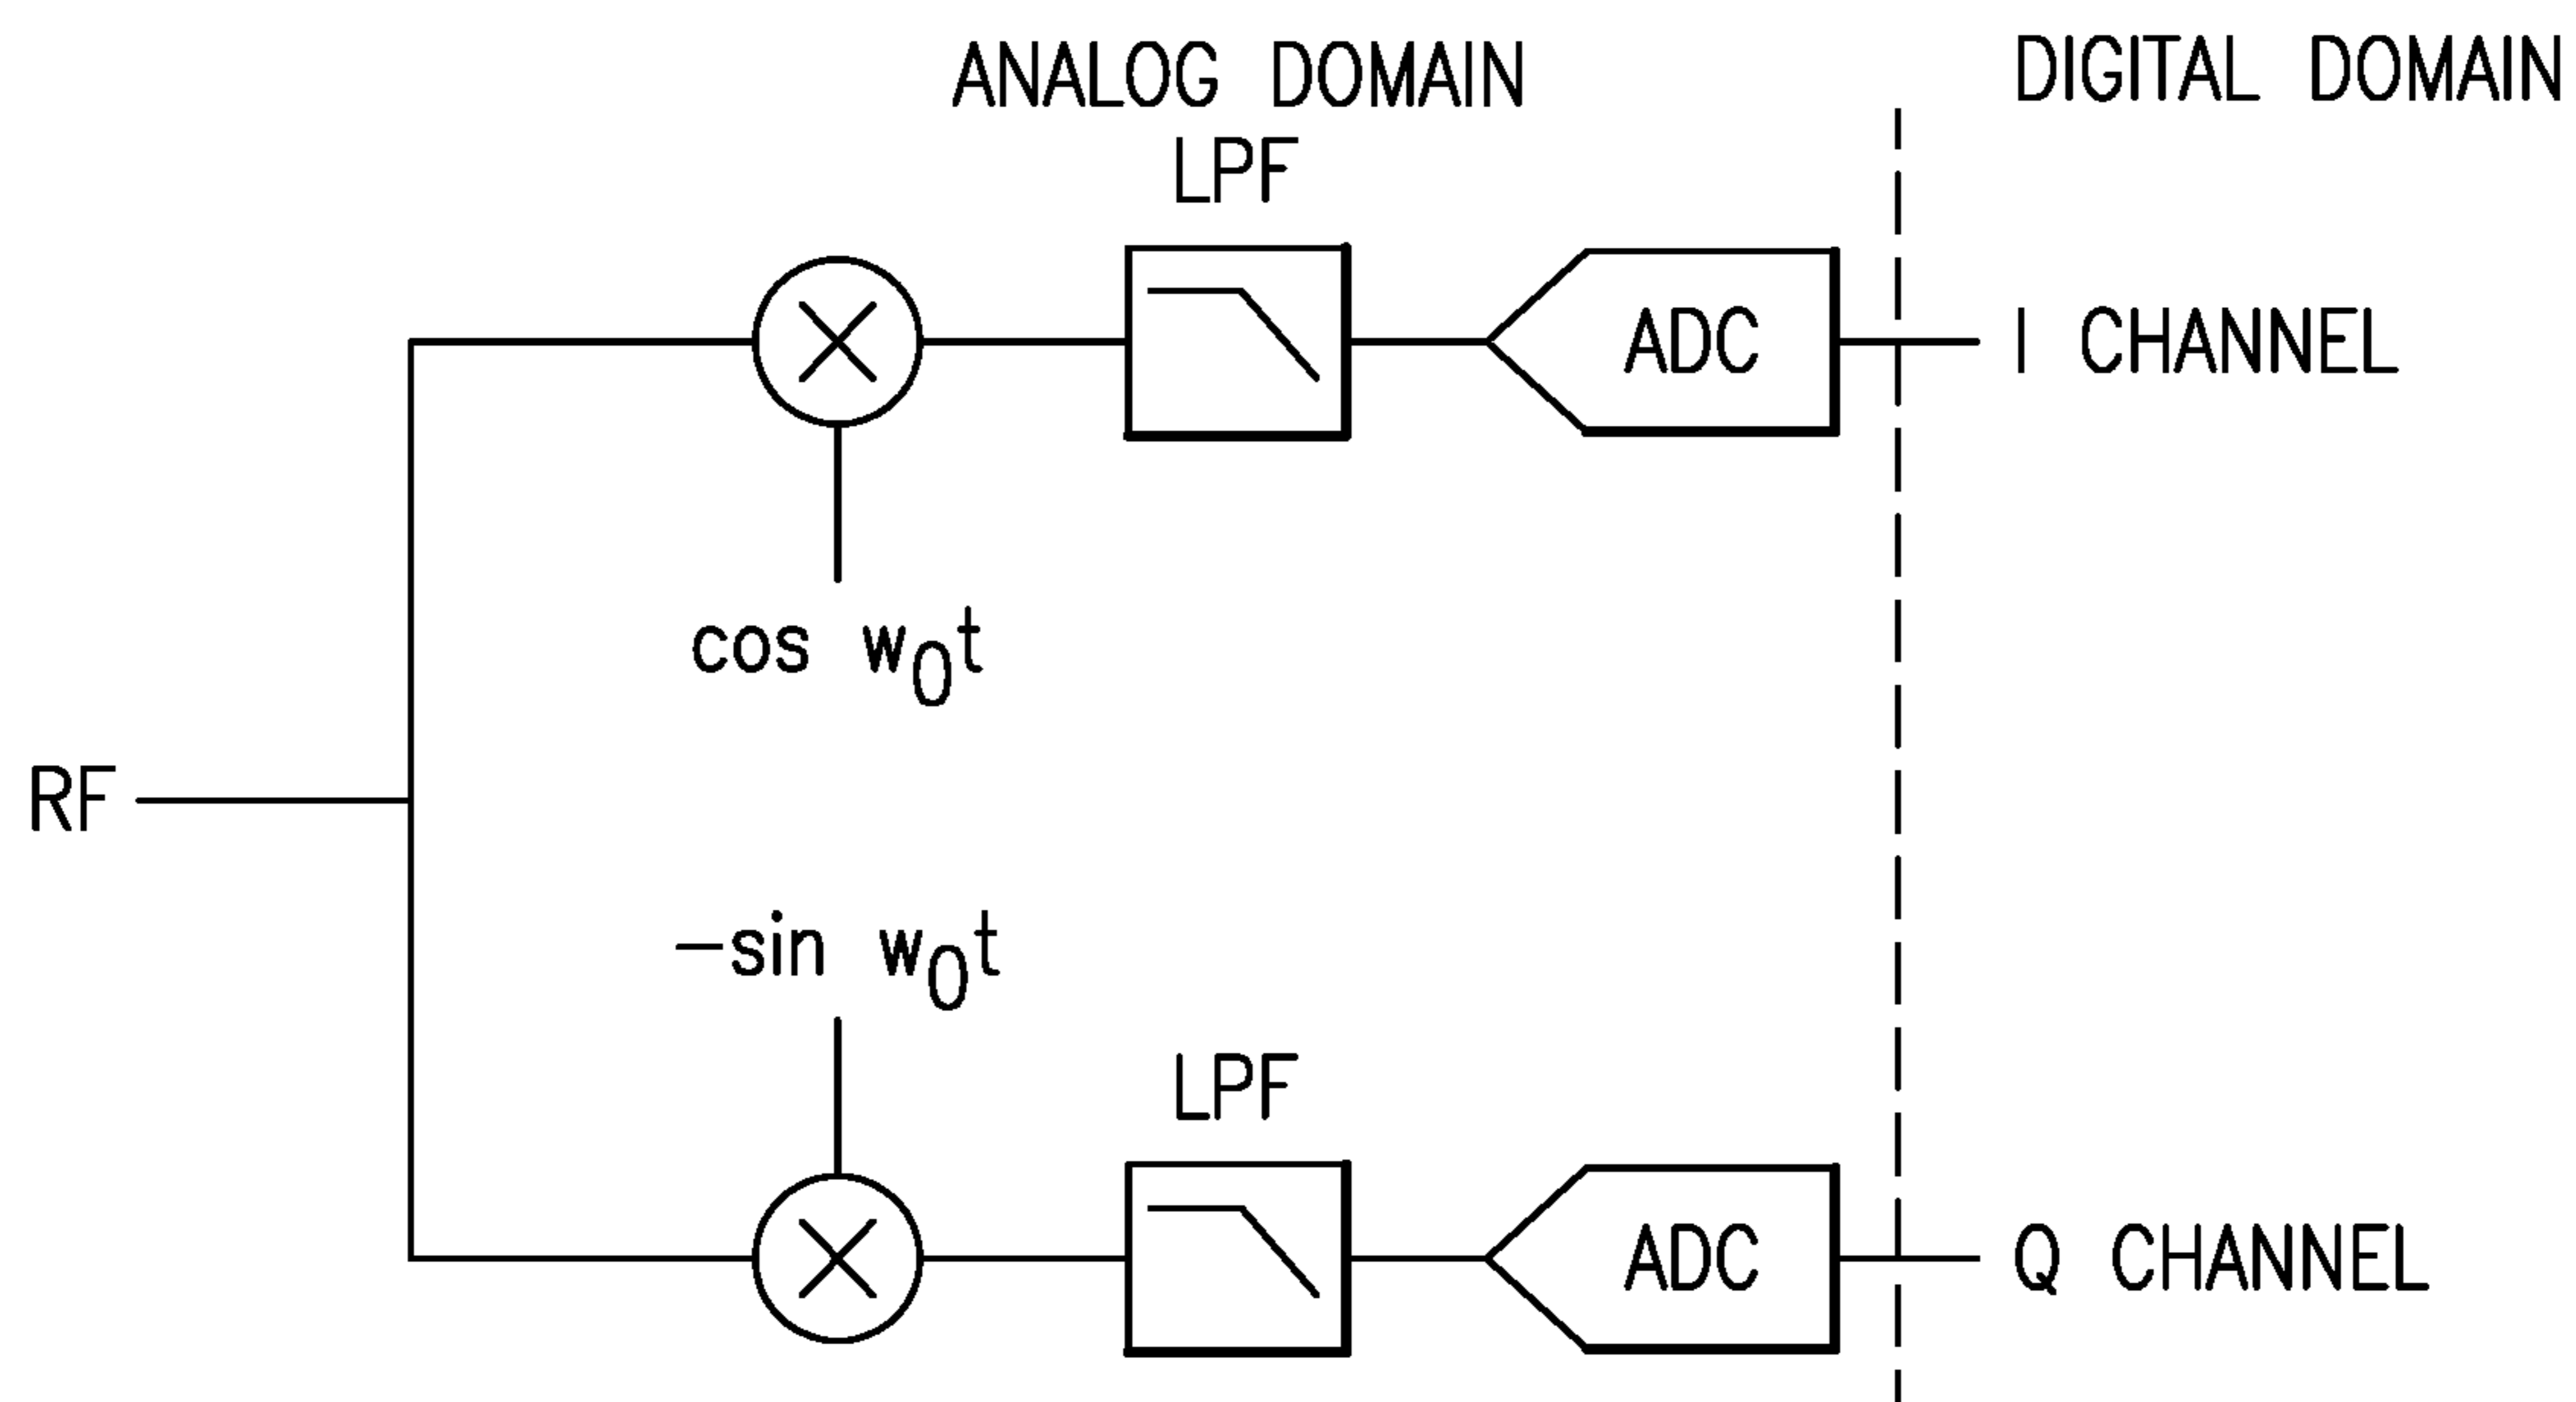 ANALOG DOMAIN
DIGITAL DOMAIN
LPF
ADC
I CHANNEL
cos w₀t
RF
-sin w₀t
LPF
ADC
Q CHANNEL